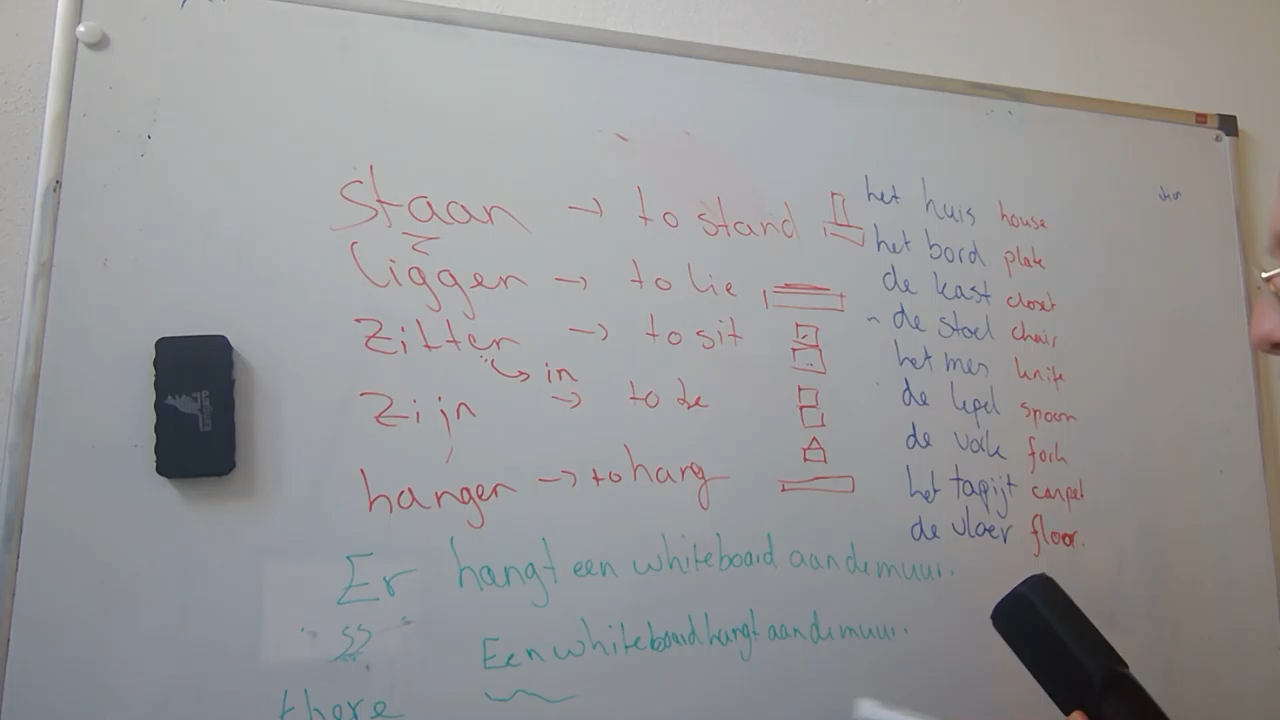 staan → to stand
liggen → to lie
zitten → to sit
in
zijn → to be
hangen → to hang
het huis house
het bord plate
de kast closet
de stoel chair
het mes knife
de lepel spoon
de vork fork
het tapijt carpet
de vloer floor.
Er hangt een whiteboard aan de muur.
Een whiteboard hangt aan de muur.
there